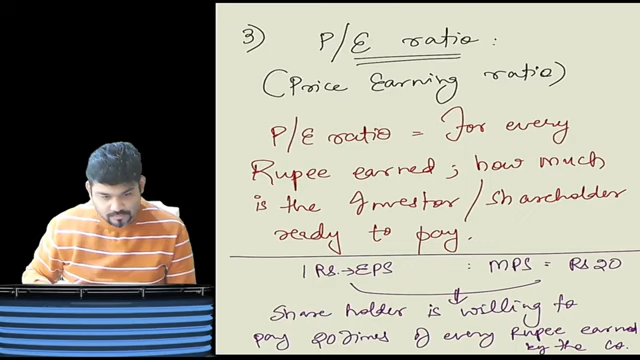 3) P/E ratio :
(Price Earning ratio)
P/E ratio = For every
Rupee earned; how much
is the Investor/Shareholder
ready to pay.
1 RS. → EPS : MPS = RS 20
Share holder is willing to
pay 20 times of every Rupee earned
by the Co.